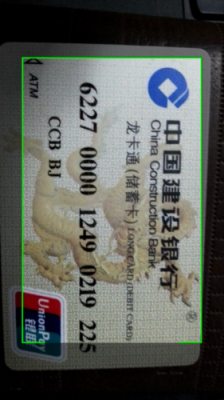 中国建设银行®
China Construction Bank
龙卡通(储蓄卡) LONG CARD (DEBIT CARD)
6227 0000 1249 0219 225
CCB BJ
ATM
UnionPay
银联